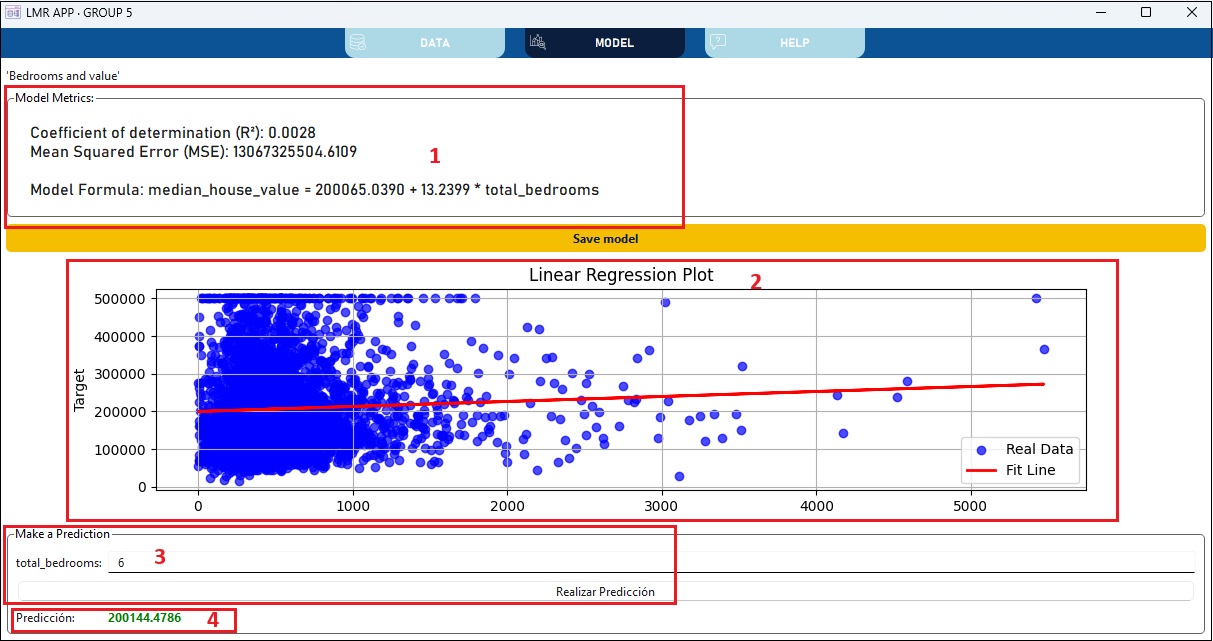 LMR APP · GROUP 5
DATA
MODEL
HELP
'Bedrooms and value'
Model Metrics:
Coefficient of determination (R²): 0.0028
Mean Squared Error (MSE): 13067325504.6109
1
Model Formula: median_house_value = 200065.0390 + 13.2399 * total_bedrooms
Save model
Linear Regression Plot
2
Target
500000
400000
300000
200000
100000
0
0
1000
2000
3000
4000
5000
Real Data
Fit Line
Make a Prediction
total_bedrooms: 6
3
Realizar Predicción
Predicción: 200144.4786
4